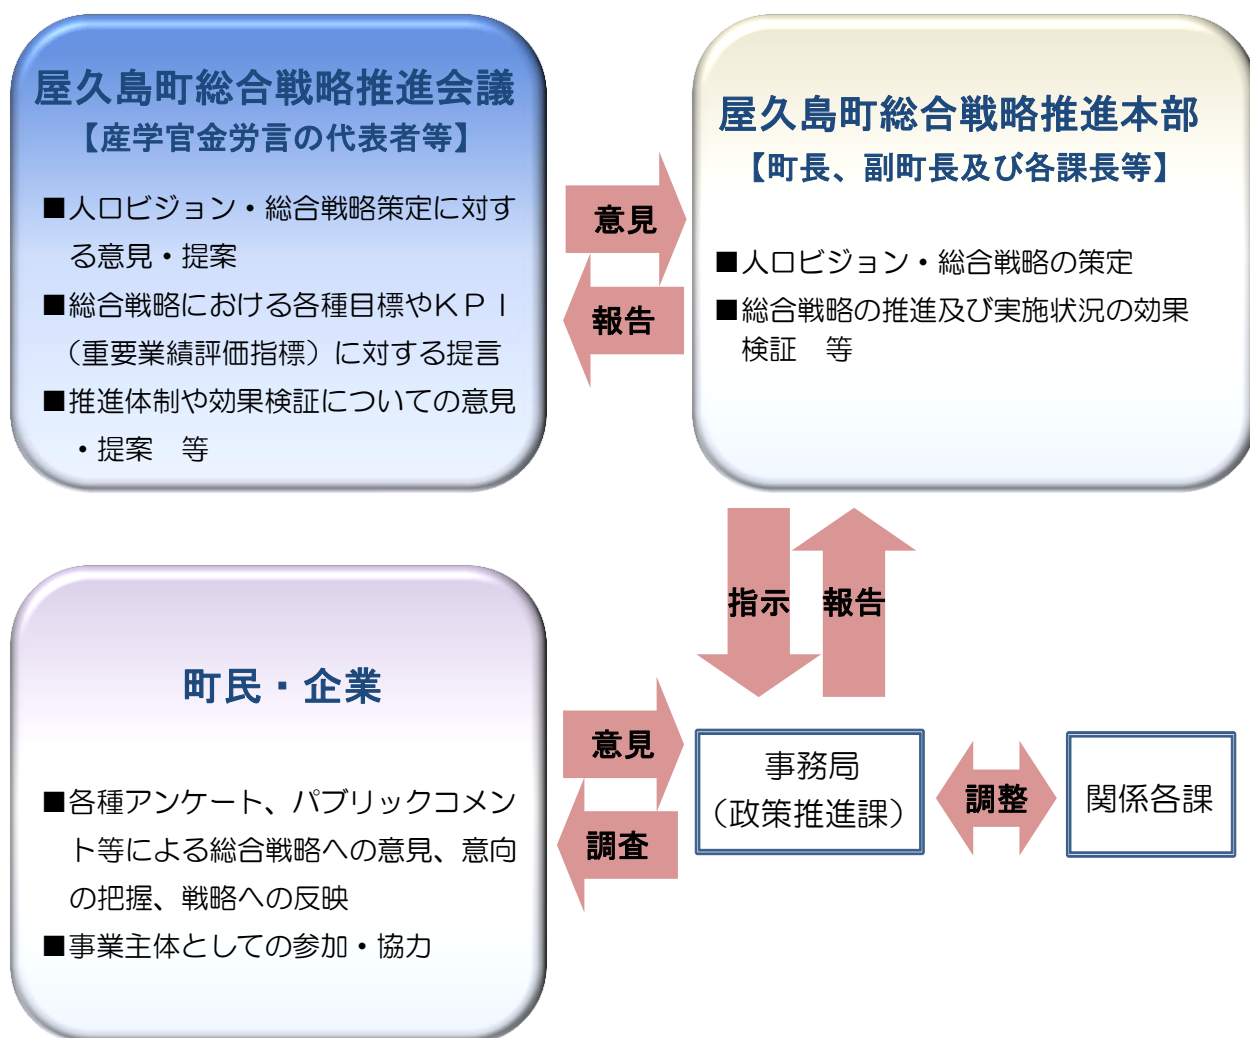 屋久島町総合戦略推進会議
【産学官金労言の代表者等】
■人口ビジョン・総合戦略策定に対す
る意見・提案
■総合戦略における各種目標やKPI
（重要業績評価指標）に対する提言
■推進体制や効果検証についての意見
・提案　等
意見
報告
屋久島町総合戦略推進本部
【町長、副町長及び各課長等】
■人口ビジョン・総合戦略の策定
■総合戦略の推進及び実施状況の効果
検証　等
指示
報告
町民・企業
■各種アンケート、パブリックコメン
ト等による総合戦略への意見、意向
の把握、戦略への反映
■事業主体としての参加・協力
意見
調査
事務局
（政策推進課）
調整
関係各課